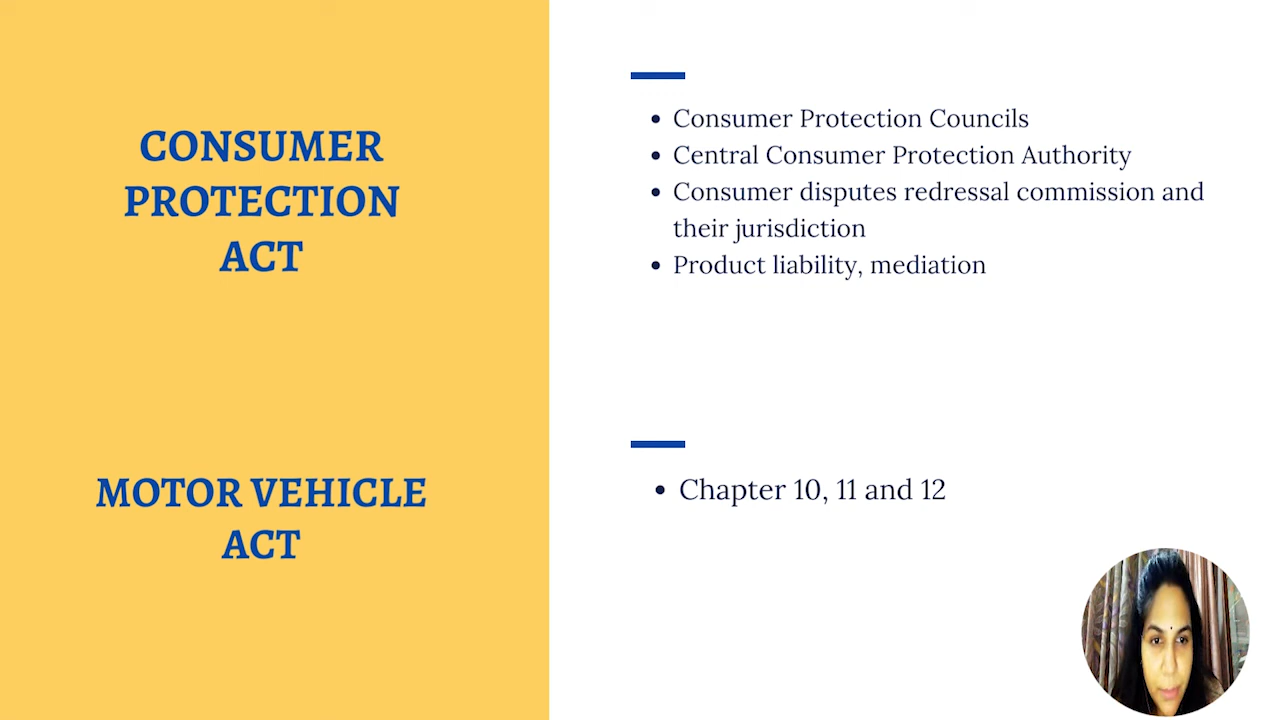 CONSUMER
PROTECTION
ACT
• Consumer Protection Councils
• Central Consumer Protection Authority
• Consumer disputes redressal commission and
their jurisdiction
• Product liability, mediation
MOTOR VEHICLE
ACT
• Chapter 10, 11 and 12